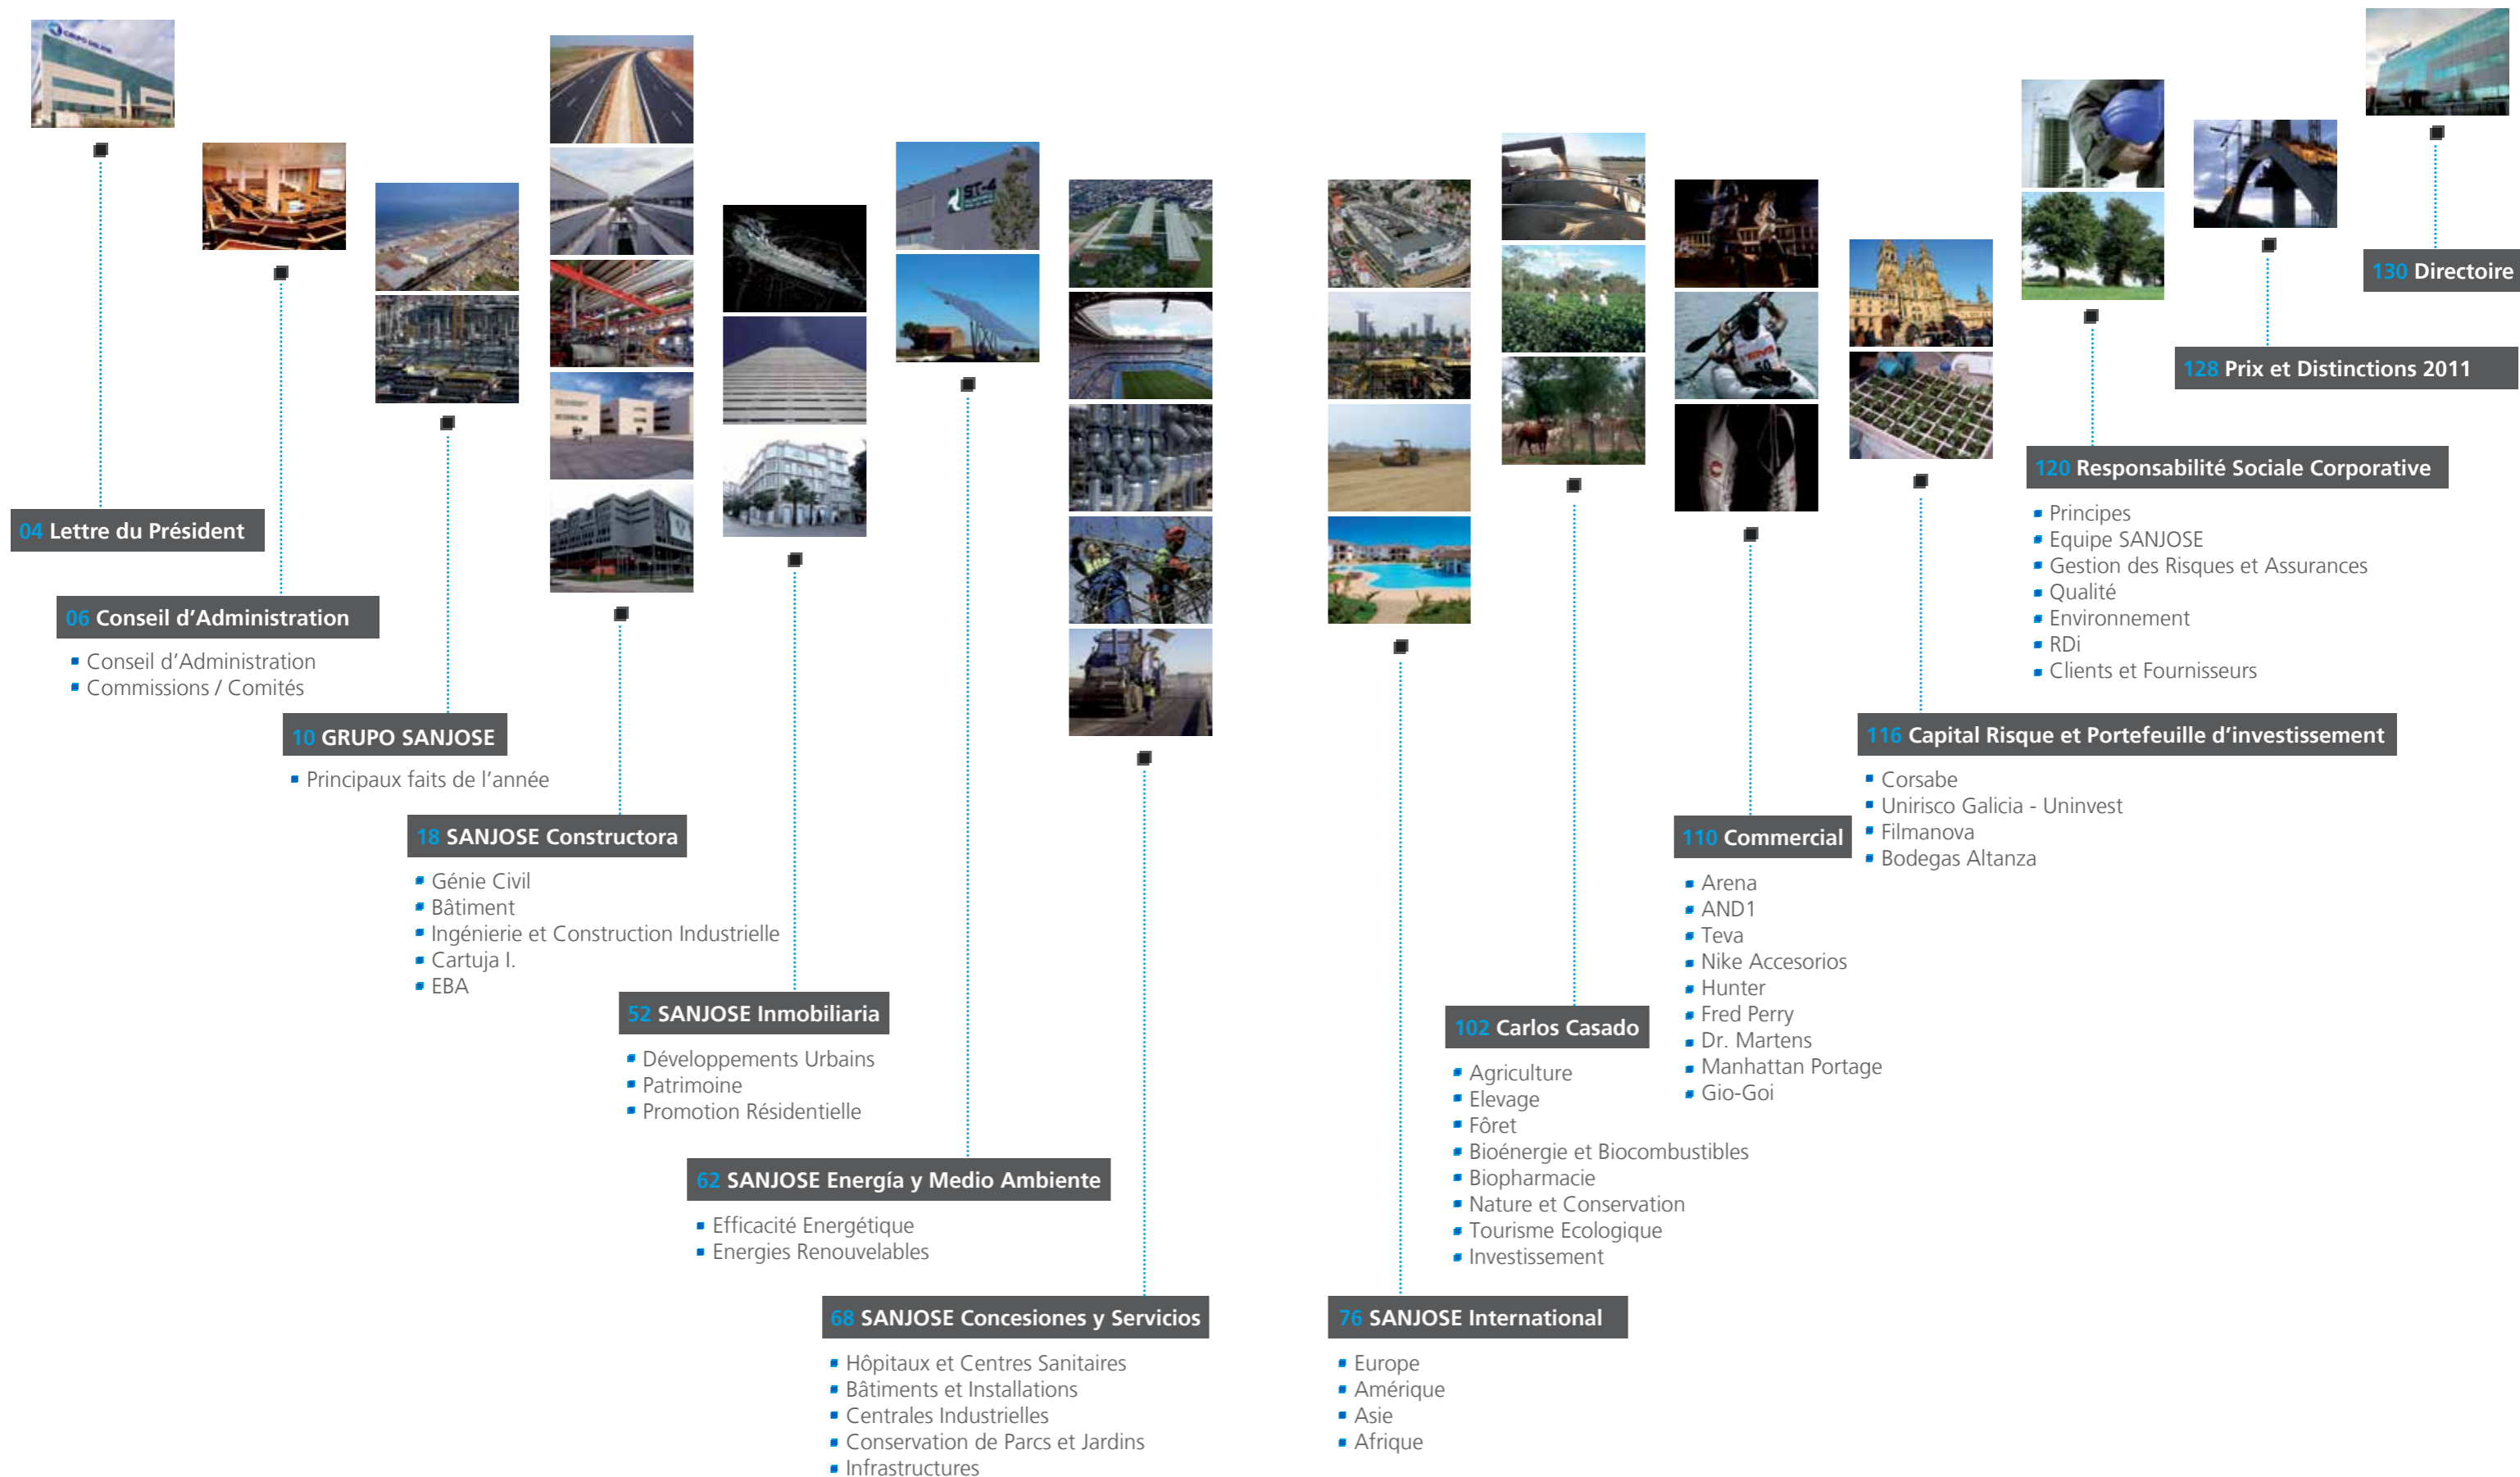 GRUPO SANJOSE
ST-4
TEVA
50
04 Lettre du Président
06 Conseil d’Administration
Conseil d’Administration
Commissions / Comités
10 GRUPO SANJOSE
Principaux faits de l’année
18 SANJOSE Constructora
Génie Civil
Bâtiment
Ingénierie et Construction Industrielle
Cartuja I.
EBA
52 SANJOSE Inmobiliaria
Développements Urbains
Patrimoine
Promotion Résidentielle
62 SANJOSE Energía y Medio Ambiente
Efficacité Energétique
Energies Renouvelables
68 SANJOSE Concesiones y Servicios
Hôpitaux et Centres Sanitaires
Bâtiments et Installations
Centrales Industrielles
Conservation de Parcs et Jardins
Infrastructures
76 SANJOSE International
Europe
Amérique
Asie
Afrique
102 Carlos Casado
Agriculture
Elevage
Fôret
Bioénergie et Biocombustibles
Biopharmacie
Nature et Conservation
Tourisme Ecologique
Investissement
110 Commercial
Arena
AND1
Teva
Nike Accesorios
Hunter
Fred Perry
Dr. Martens
Manhattan Portage
Gio-Goi
116 Capital Risque et Portefeuille d’investissement
Corsabe
Unirisco Galicia - Uninvest
Filmanova
Bodegas Altanza
120 Responsabilité Sociale Corporative
Principes
Equipe SANJOSE
Gestion des Risques et Assurances
Qualité
Environnement
RDi
Clients et Fournisseurs
128 Prix et Distinctions 2011
130 Directoire